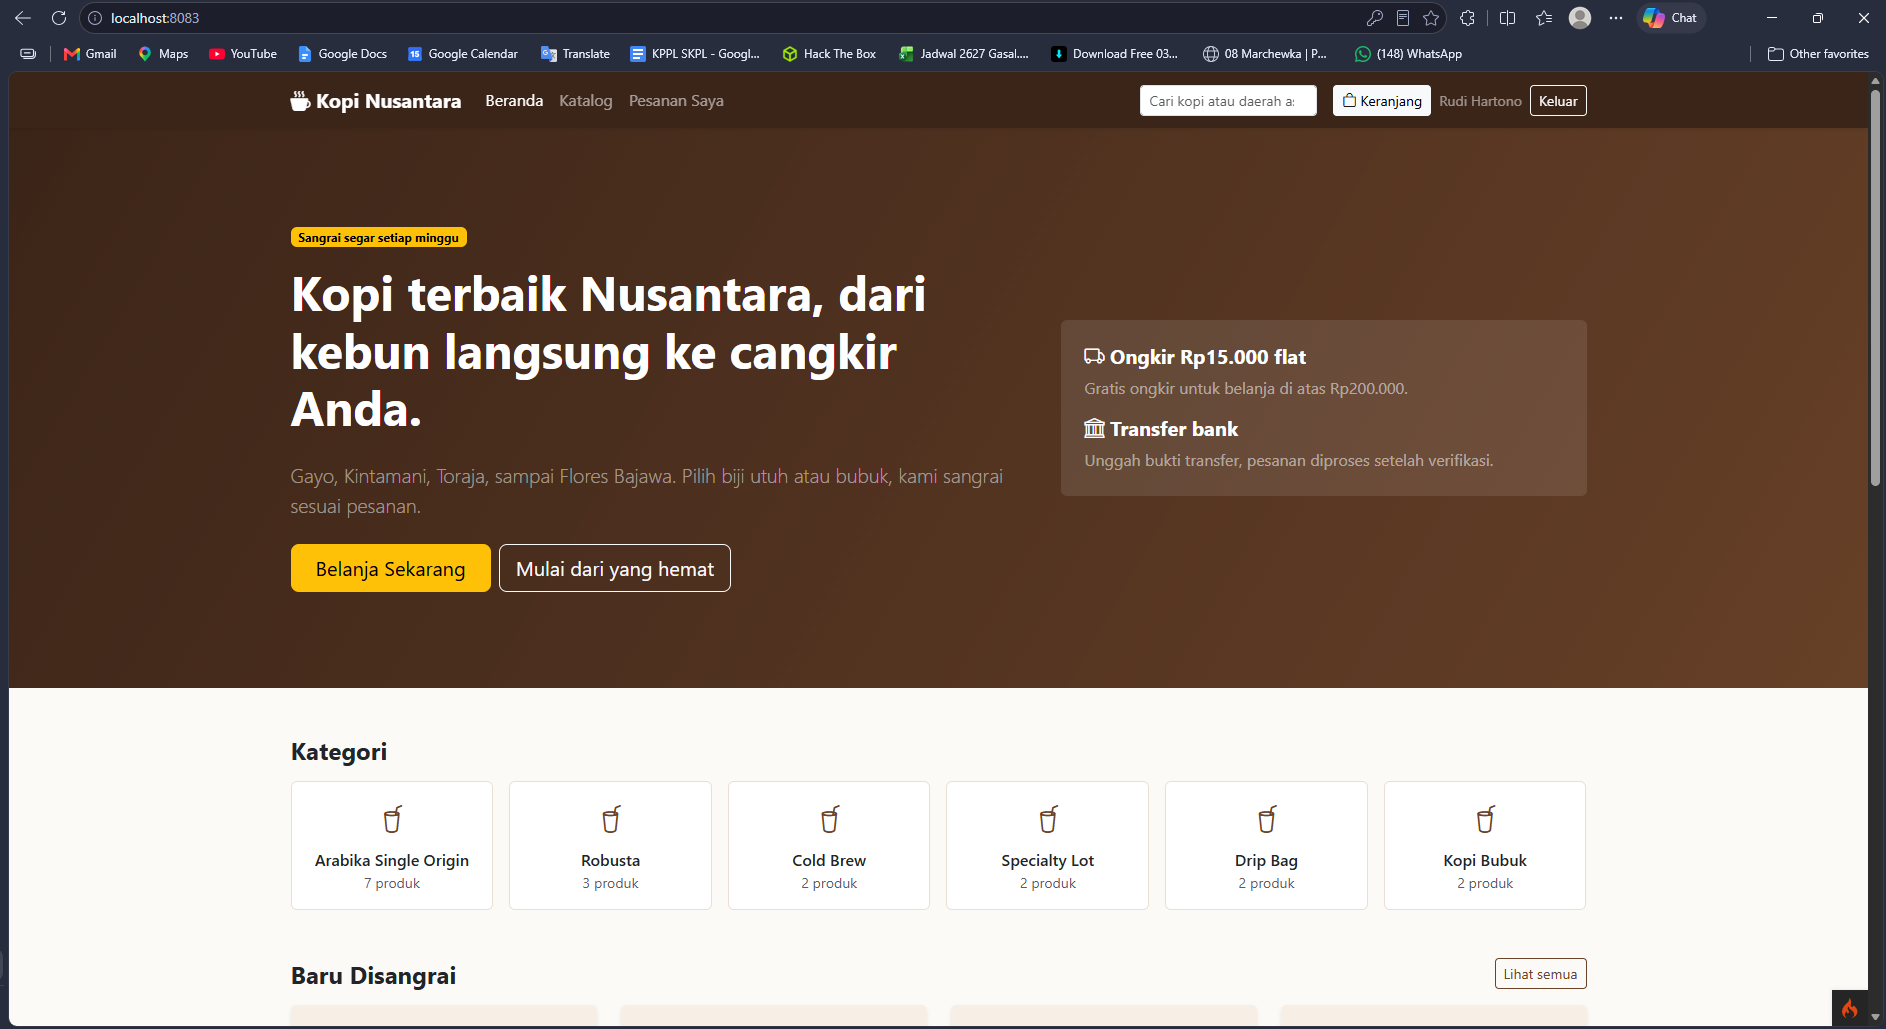 localhost:8083
Chat
Gmail
Maps
YouTube
Google Docs
15
Google Calendar
Translate
KPPL SKPL - Googl...
Hack The Box
Jadwal 2627 Gasal....
Download Free 03...
08 Marchewka | P...
(148) WhatsApp
Other favorites
Kopi Nusantara
Beranda
Katalog
Pesanan Saya
Cari kopi atau daerah as
Keranjang
Rudi Hartono
Keluar
Sangrai segar setiap minggu
Kopi terbaik Nusantara, dari
kebun langsung ke cangkir
Anda.
Gayo, Kintamani, Toraja, sampai Flores Bajawa. Pilih biji utuh atau bubuk, kami sangrai
sesuai pesanan.
Belanja Sekarang
Mulai dari yang hemat
Ongkir Rp15.000 flat
Gratis ongkir untuk belanja di atas Rp200.000.
Transfer bank
Unggah bukti transfer, pesanan diproses setelah verifikasi.
Kategori
Arabika Single Origin
7 produk
Robusta
3 produk
Cold Brew
2 produk
Specialty Lot
2 produk
Drip Bag
2 produk
Kopi Bubuk
2 produk
Baru Disangrai
Lihat semua